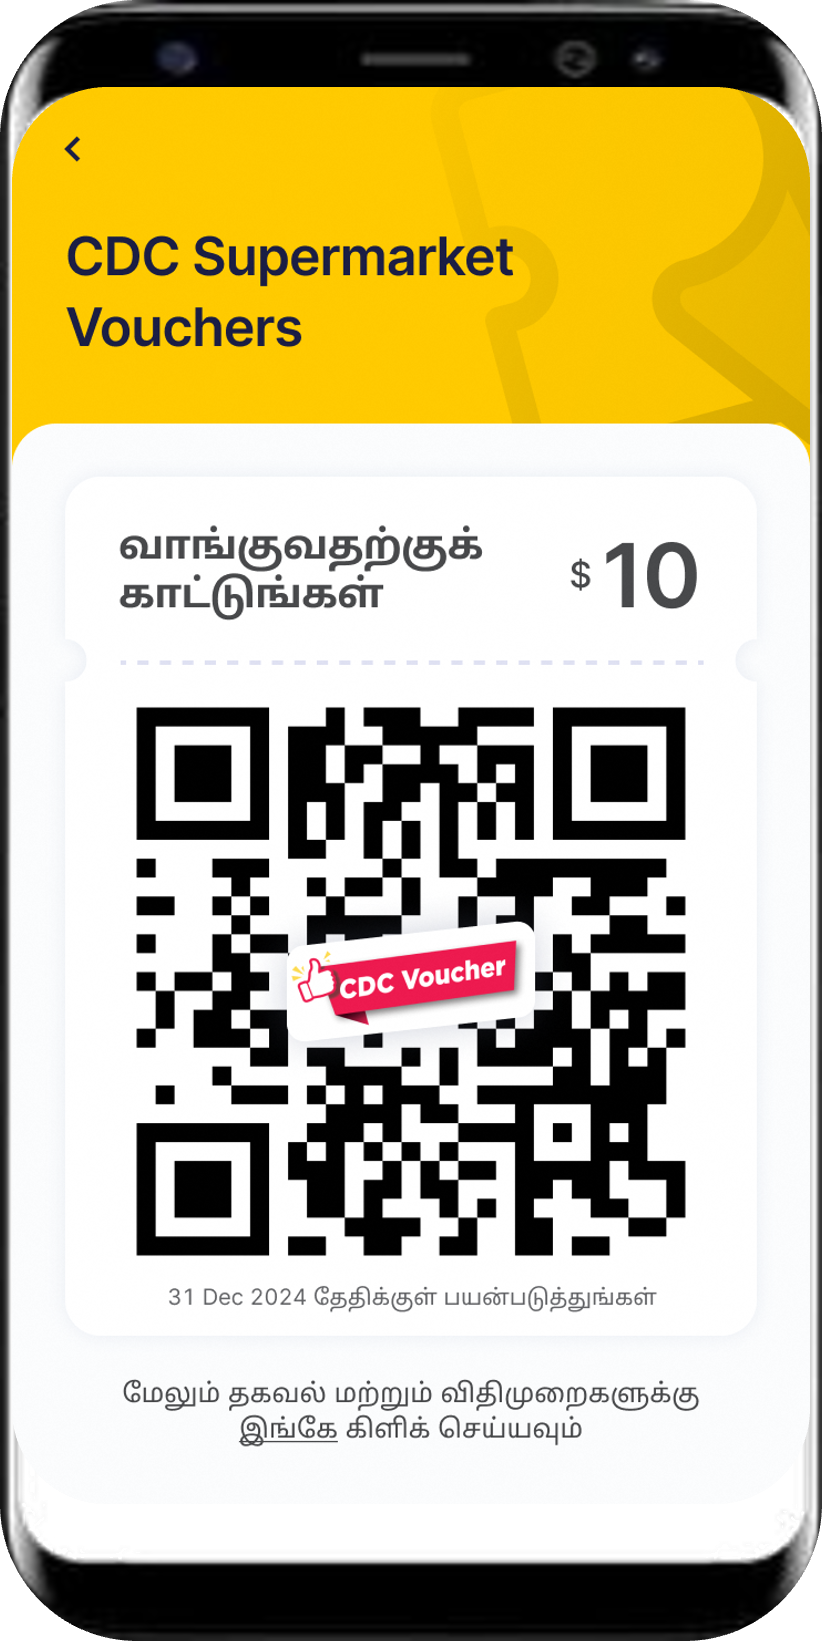 CDC Supermarket
Vouchers
வாங்குவதற்குக்
காட்டுங்கள்
$ 10
CDC Voucher
31 Dec 2024 தேதிக்குள் பயன்படுத்துங்கள்
மேலும் தகவல் மற்றும் விதிமுறைகளுக்கு
இங்கே கிளிக் செய்யவும்